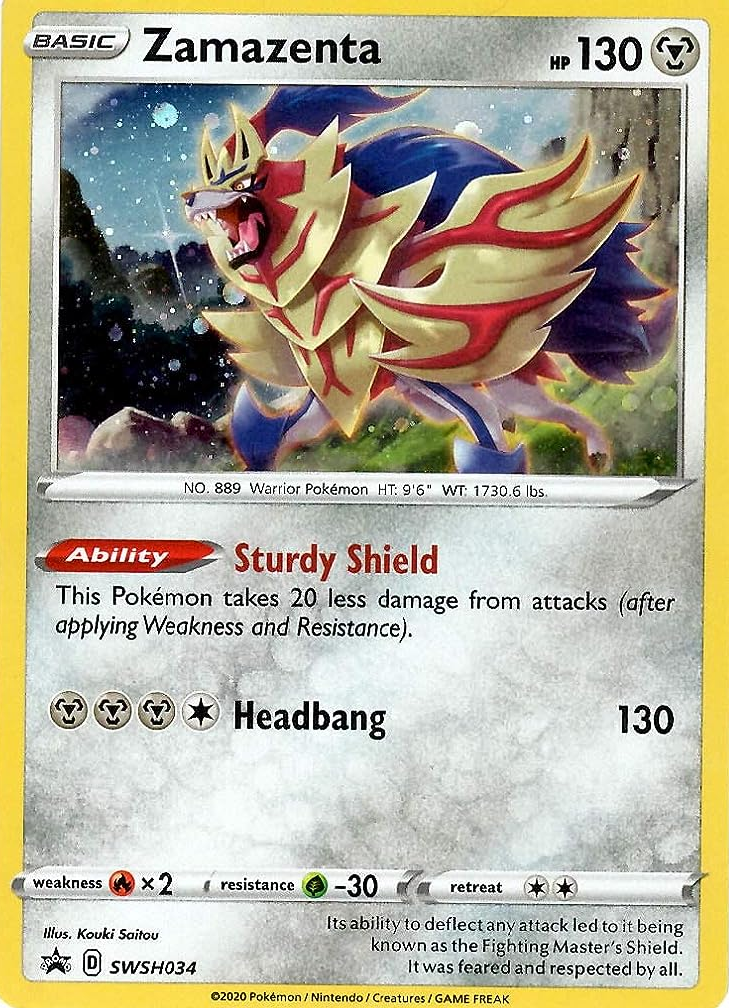 BASIC Zamazenta HP 130
NO. 889 Warrior Pokémon HT: 9'6" WT: 1730.6 lbs.
Ability Sturdy Shield
This Pokémon takes 20 less damage from attacks (after
applying Weakness and Resistance).
Headbang 130
weakness ×2 resistance -30 retreat
Illus. Kouki Saitou
Its ability to deflect any attack led to it being
known as the Fighting Master's Shield.
It was feared and respected by all.
PROMO D SWSH034
©2020 Pokémon / Nintendo / Creatures / GAME FREAK